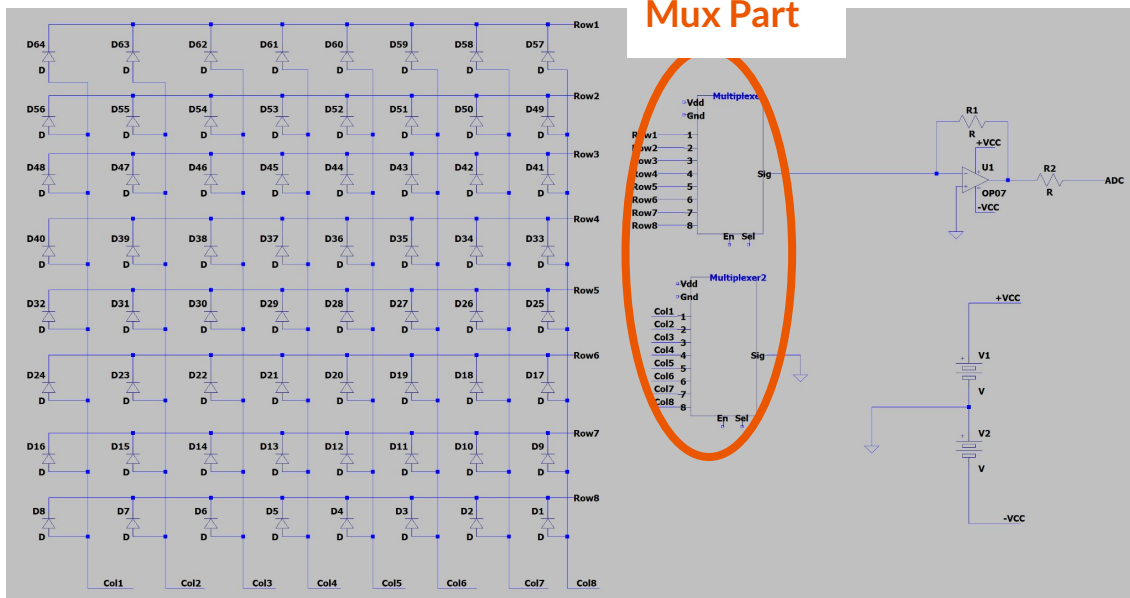 Mux Part
Row1
D64 D63 D62 D61 D60 D59 D58 D57
D D D D D D D D
Row2
D56 D55 D54 D53 D52 D51 D50 D49
D D D D D D D D
Row3
D48 D47 D46 D45 D44 D43 D42 D41
D D D D D D D D
Row4
D40 D39 D38 D37 D36 D35 D34 D33
D D D D D D D D
Row5
D32 D31 D30 D29 D28 D27 D26 D25
D D D D D D D D
Row6
D24 D23 D22 D21 D20 D19 D18 D17
D D D D D D D D
Row7
D16 D15 D14 D13 D12 D11 D10 D9
D D D D D D D D
Row8
D8 D7 D6 D5 D4 D3 D2 D1
D D D D D D D D
Col1 Col2 Col3 Col4 Col5 Col6 Col7 Col8
Vdd
Gnd
Row1 1
Row2 2
Row3 3
Row4 4
Row5 5
Row6 6
Row7 7
Row8 8
Sig
En Sel
Multiplexer2
Vdd
Gnd
Col1 1
Col2 2
Col3 3
Col4 4
Col5 5
Col6 6
Col7 7
Col8 8
Sig
En Sel
R1
R
+VCC
U1
OP07
-VCC
R2
R
ADC
+VCC
V1
V
V2
V
-VCC